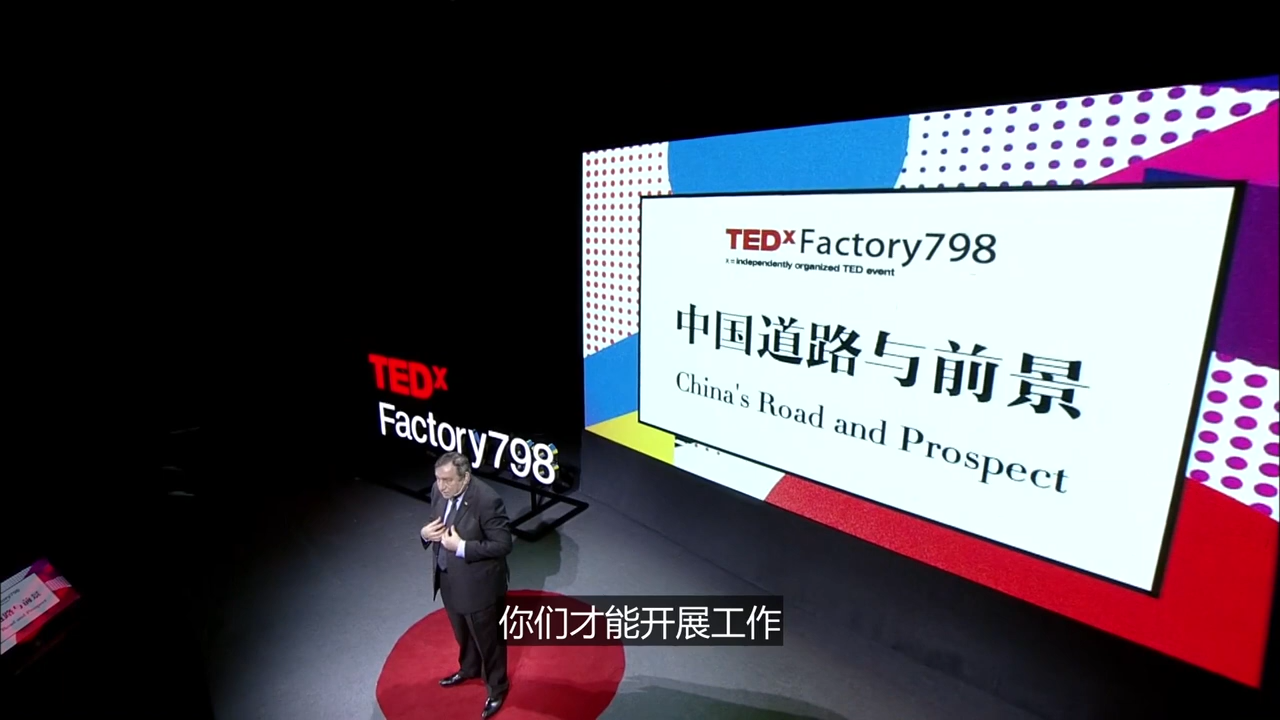 TEDx Factory798
x = independently organized TED event
中国道路与前景
China's Road and Prospect
TEDx
Factory798
你们才能开展工作